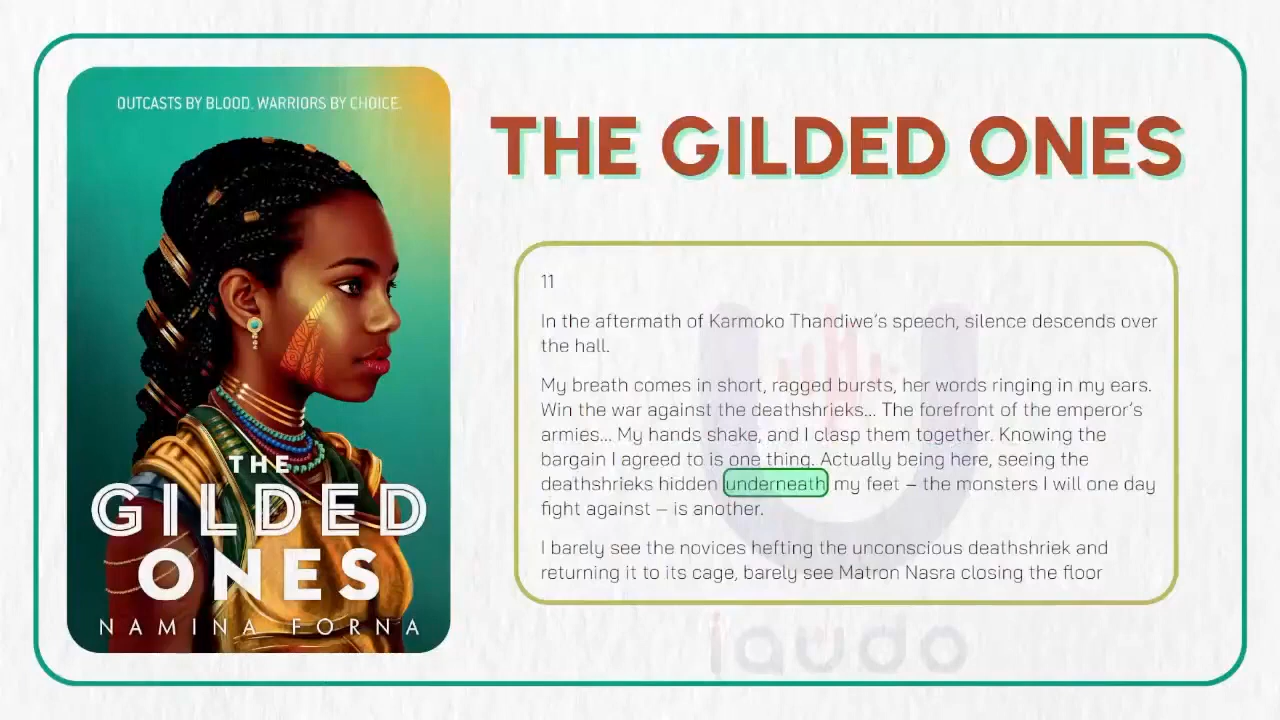 OUTCASTS BY BLOOD. WARRIORS BY CHOICE.
THE
GILDED
ONES
NAMINA FORNA
THE GILDED ONES
11
In the aftermath of Karmoko Thandiwe's speech, silence descends over
the hall.
My breath comes in short, ragged bursts, her words ringing in my ears.
Win the war against the deathshrieks... The forefront of the emperor's
armies... My hands shake, and I clasp them together. Knowing the
bargain I agreed to is one thing. Actually being here, seeing the
deathshrieks hidden underneath my feet – the monsters I will one day
fight against – is another.
I barely see the novices hefting the unconscious deathshriek and
returning it to its cage, barely see Matron Nasra closing the floor
iaudo